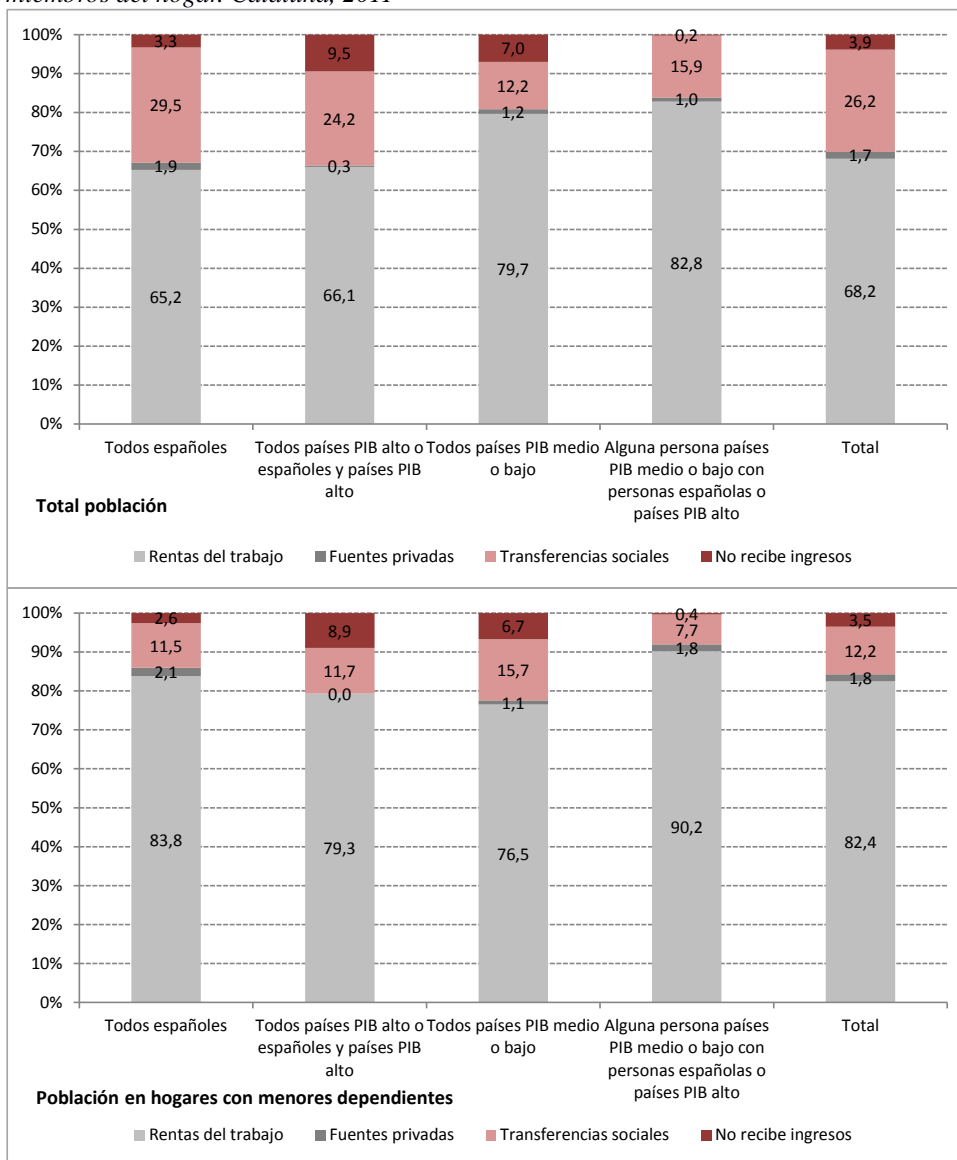 miembros del hogar. Cataluña, 2011
100%
90%
80%
70%
60%
50%
40%
30%
20%
10%
0%
3,3 9,5 7,0 0,2 3,9
29,5 24,2 12,2 15,9 26,2
1,9 0,3 1,2 1,0 1,7
65,2 66,1 79,7 82,8 68,2
Todos españoles
Todos países PIB alto o
españoles y países PIB
alto
Todos países PIB medio
o bajo
Alguna persona países
PIB medio o bajo con
personas españolas o
países PIB alto
Total
Total población
Rentas del trabajo Fuentes privadas Transferencias sociales No recibe ingresos
100%
90%
80%
70%
60%
50%
40%
30%
20%
10%
0%
2,6 8,9 6,7 0,4 3,5
11,5 11,7 15,7 7,7 12,2
2,1 0,0 1,1 1,8 1,8
83,8 79,3 76,5 90,2 82,4
Todos españoles
Todos países PIB alto o
españoles y países PIB
alto
Todos países PIB medio
o bajo
Alguna persona países
PIB medio o bajo con
personas españolas o
países PIB alto
Total
Población en hogares con menores dependientes
Rentas del trabajo Fuentes privadas Transferencias sociales No recibe ingresos